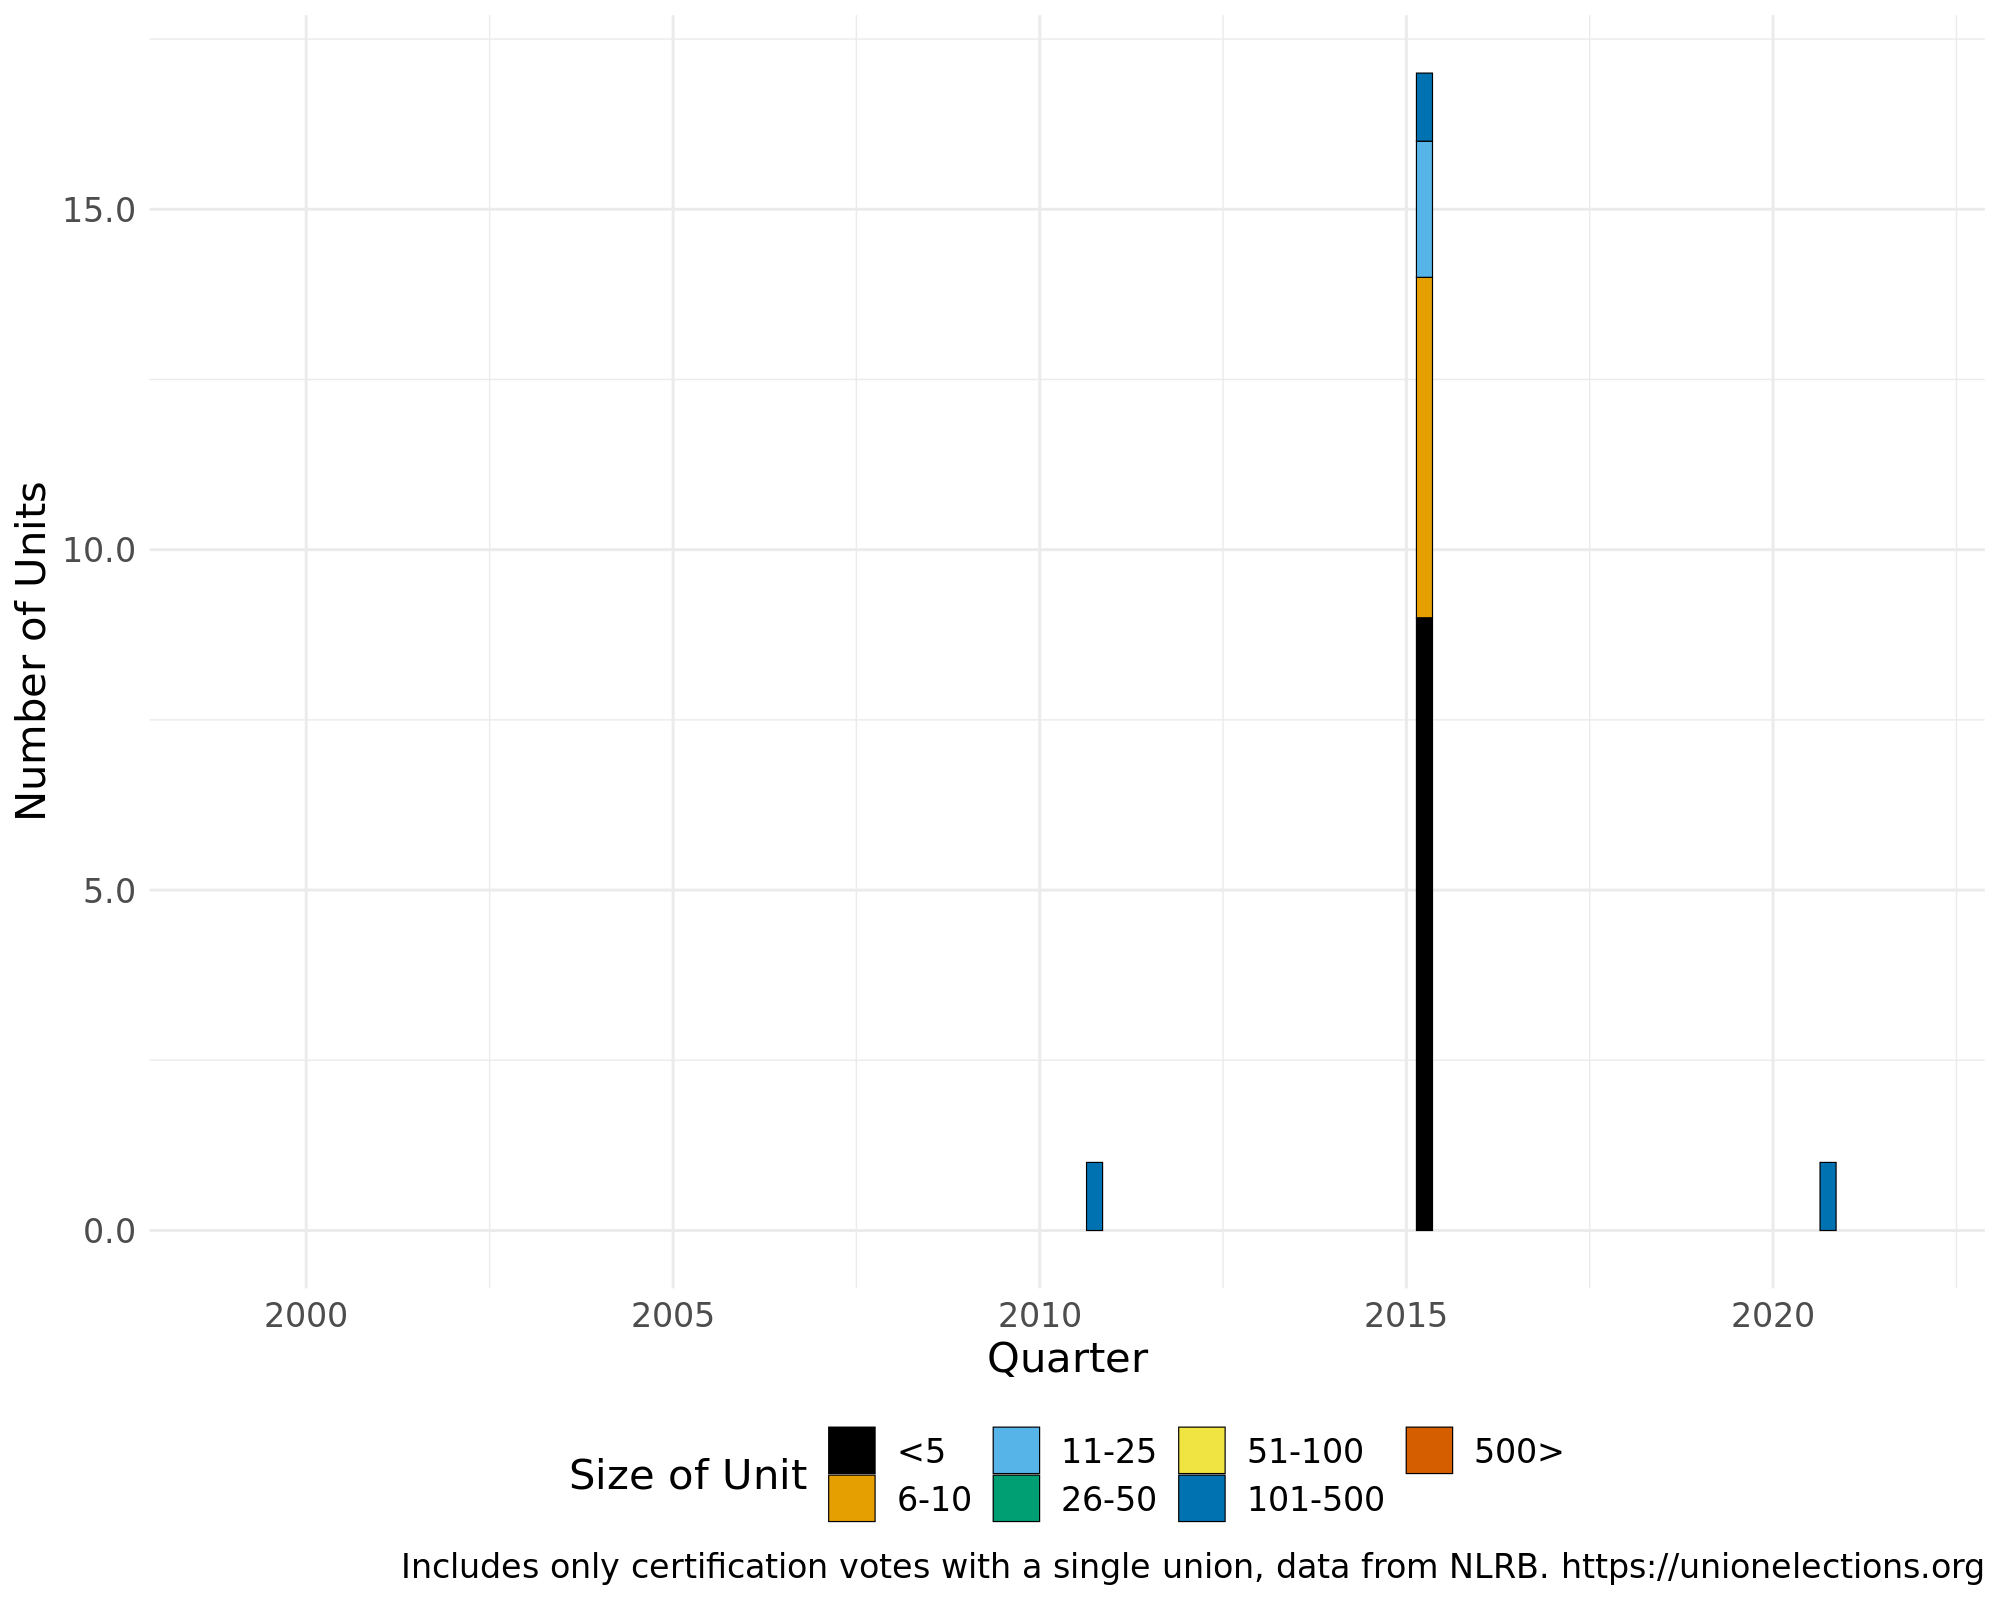 15.0
10.0
5.0
0.0
Number of Units
2000 2005 2010 2015 2020
Quarter
Size of Unit
<5 11-25 51-100 500>
6-10 26-50 101-500
Includes only certification votes with a single union, data from NLRB. https://unionelections.org